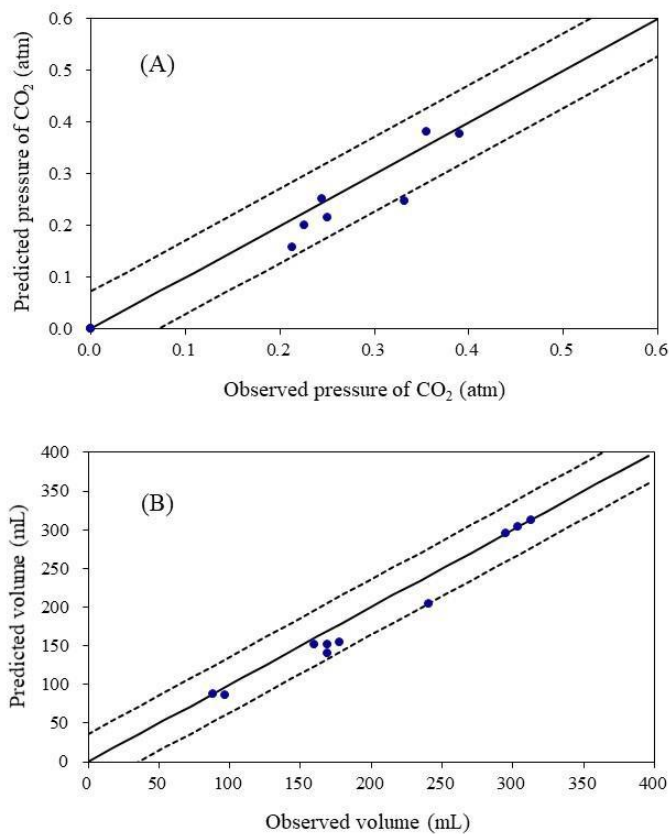 0.6
(A)
0.5
0.4
0.3
0.2
0.1
0.0
Predicted pressure of CO₂ (atm)
0.0 0.1 0.2 0.3 0.4 0.5 0.6
Observed pressure of CO₂ (atm)
400
350
(B)
300
250
200
150
100
50
0
Predicted volume (mL)
0 50 100 150 200 250 300 350 400
Observed volume (mL)